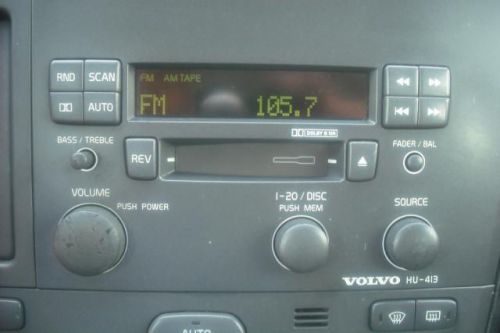 RND SCAN
AUTO
FM AM·TAPE
FM 105.7
DOLBY B NR
BASS / TREBLE
REV
FADER / BAL
VOLUME
PUSH POWER
1-20 / DISC
PUSH MEM
SOURCE
VOLVO HU-413
AUTO